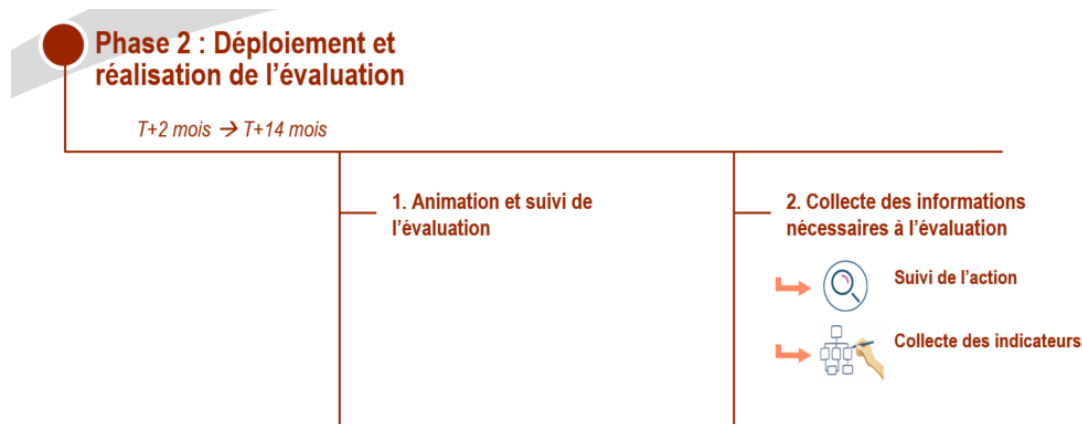 Phase 2 : Déploiement et
réalisation de l’évaluation
T+2 mois → T+14 mois
1. Animation et suivi de
l’évaluation
2. Collecte des informations
nécessaires à l’évaluation
Suivi de l’action
Collecte des indicateurs